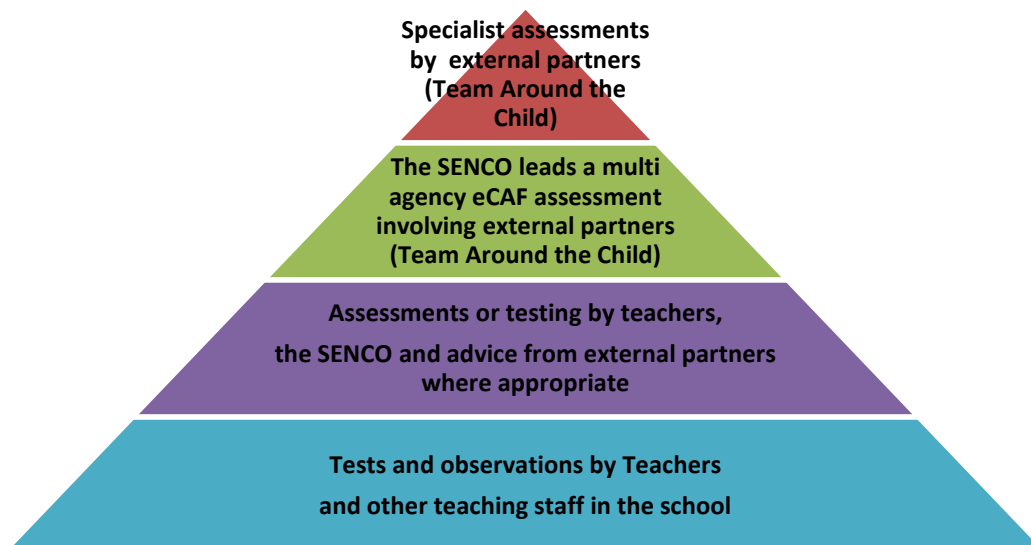 Specialist assessments
by external partners
(Team Around the
Child)
The SENCO leads a multi
agency eCAF assessment
involving external partners
(Team Around the Child)
Assessments or testing by teachers,
the SENCO and advice from external partners
where appropriate
Tests and observations by Teachers
and other teaching staff in the school